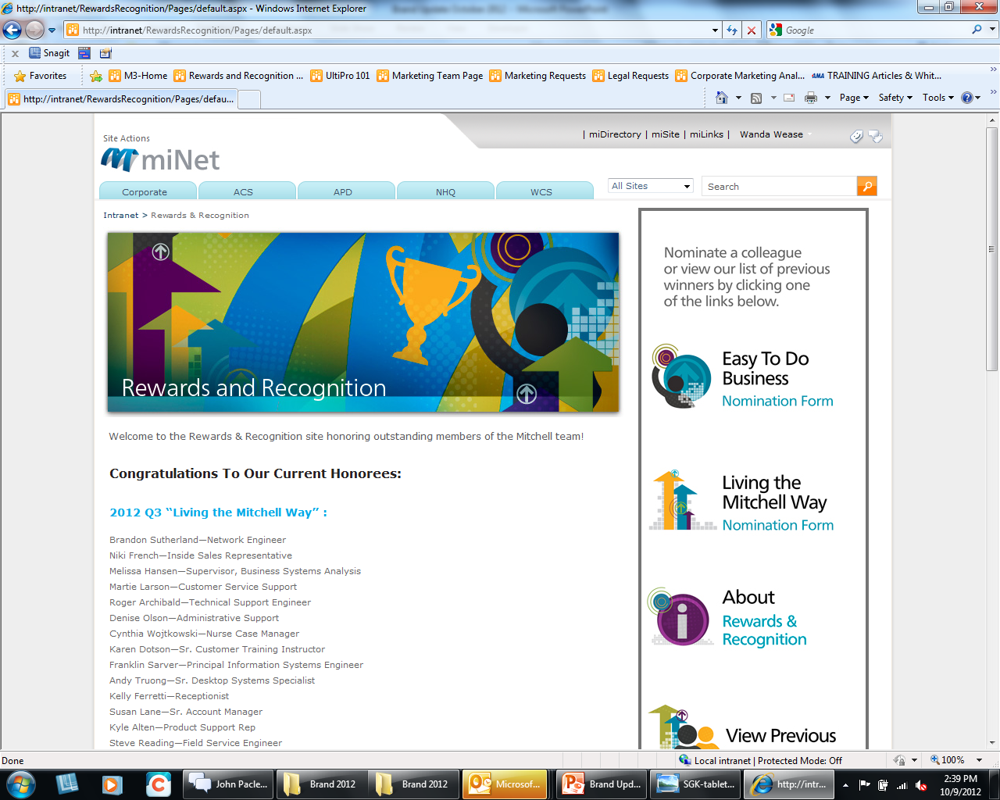 http://intranet/RewardsRecognition/Pages/default.aspx - Windows Internet Explorer
http://intranet/RewardsRecognition/Pages/default.aspx
Google
x Snagit
Favorites M3-Home Rewards and Recognition ... UltiPro 101 Marketing Team Page Marketing Requests Legal Requests Corporate Marketing Anal... AMA TRAINING Articles & Whit...
http://intranet/RewardsRecognition/Pages/defau...
Page Safety Tools
Site Actions
| miDirectory | miSite | miLinks | Wanda Wease
miNet
Corporate ACS APD NHQ WCS
All Sites
Search
Intranet > Rewards & Recognition
Rewards and Recognition
Welcome to the Rewards & Recognition site honoring outstanding members of the Mitchell team!
Congratulations To Our Current Honorees:
2012 Q3 “Living the Mitchell Way” :
Brandon Sutherland—Network Engineer
Niki French—Inside Sales Representative
Melissa Hansen—Supervisor, Business Systems Analysis
Martie Larson—Customer Service Support
Roger Archibald—Technical Support Engineer
Denise Olson—Administrative Support
Cynthia Wojtkowski—Nurse Case Manager
Karen Dotson—Sr. Customer Training Instructor
Franklin Sarver—Principal Information Systems Engineer
Andy Truong—Sr. Desktop Systems Specialist
Kelly Ferretti—Receptionist
Susan Lane—Sr. Account Manager
Kyle Alten—Product Support Rep
Steve Reading—Field Service Engineer
Nominate a colleague
or view our list of previous
winners by clicking one
of the links below.
Easy To Do
Business
Nomination Form
Living the
Mitchell Way
Nomination Form
About
Rewards &
Recognition
View Previous
Done
Local intranet | Protected Mode: Off
100%
John Pacle...
Brand 2012
Brand 2012
Microsof...
Brand Upd...
SGK-tablet...
http://intr...
2:39 PM
10/9/2012